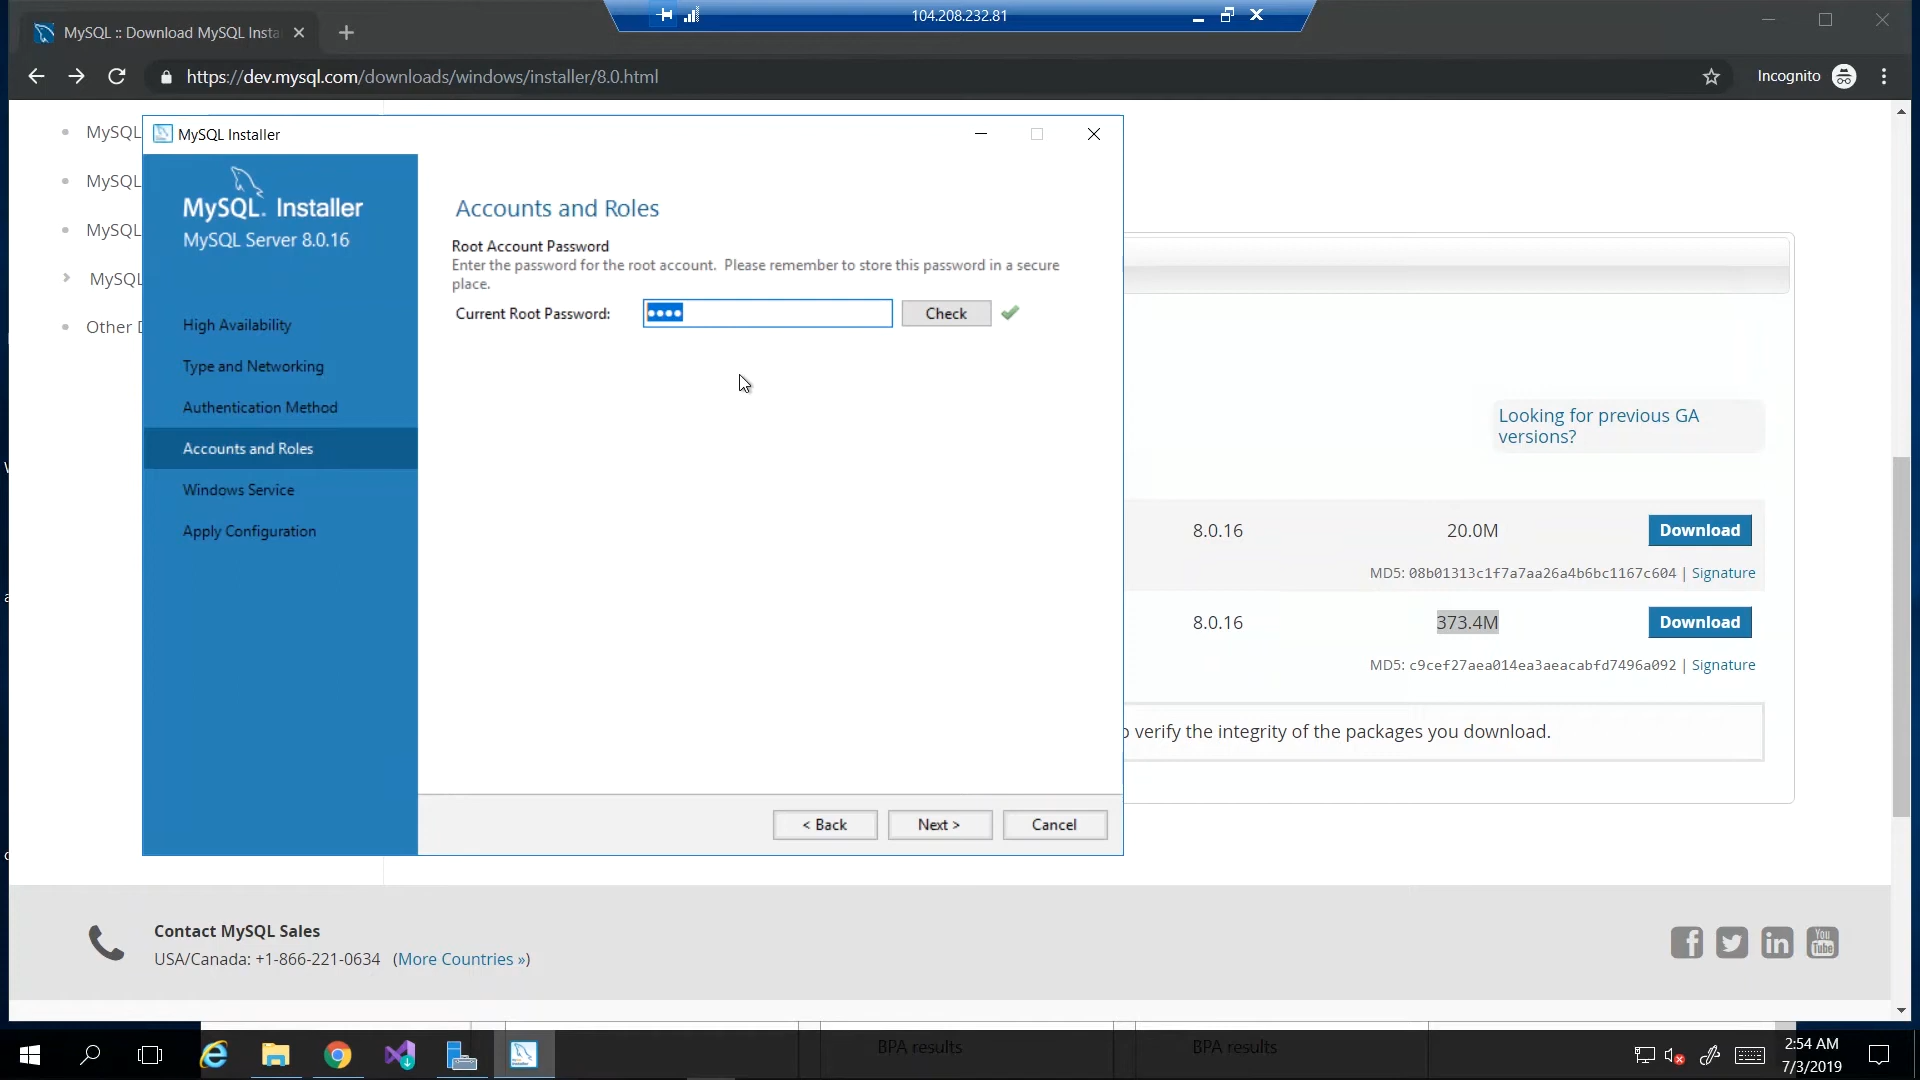 MySQL :: Download MySQL Insta
104.208.232.81
https://dev.mysql.com/downloads/windows/installer/8.0.html
Incognito
MySQL
MySQL
MySQL
MySQL
Other D
MySQL Installer
MySQL. Installer
MySQL Server 8.0.16
High Availability
Type and Networking
Authentication Method
Accounts and Roles
Windows Service
Apply Configuration
Accounts and Roles
Root Account Password
Enter the password for the root account. Please remember to store this password in a secure
place.
Current Root Password:
Check
< Back
Next >
Cancel
Looking for previous GA
versions?
8.0.16
20.0M
Download
MD5: 08b01313c1f7a7aa26a4b6bc1167c604 | Signature
8.0.16
373.4M
Download
MD5: c9cef27aea014ea3aeacabfd7496a092 | Signature
o verify the integrity of the packages you download.
Contact MySQL Sales
USA/Canada: +1-866-221-0634 (More Countries »)
You
Tube
BPA results
BPA results
2:54 AM
7/3/2019